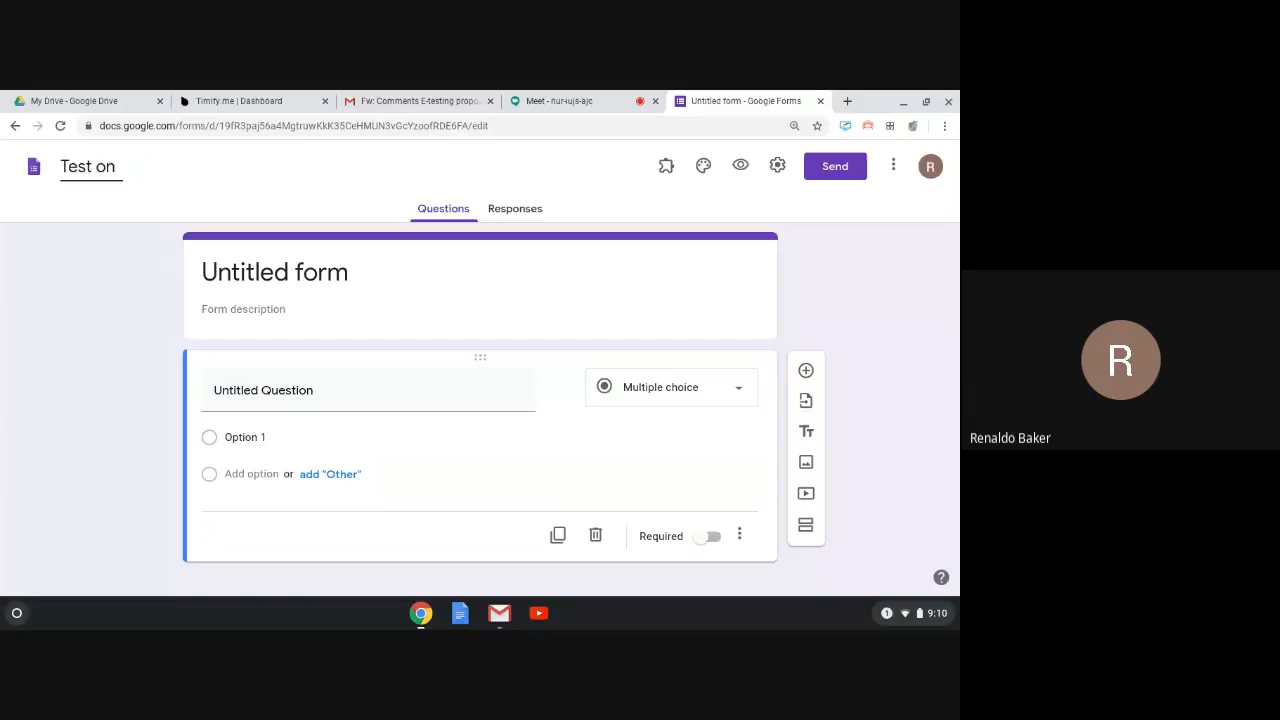 My Drive - Google Drive
Timify.me | Dashboard
Fw: Comments E-testing propo
Meet - nur-iujs-ajc
Untitled form - Google Forms
docs.google.com/forms/d/19fR3paj56a4MgtruwKkK35CeHMUN3vGcYzoofRDE6FA/edit
Test on
Send
R
Questions
Responses
Untitled form
Form description
Untitled Question
Multiple choice
Option 1
Add option or add "Other"
Required
Tт
1
9:10
R
Renaldo Baker